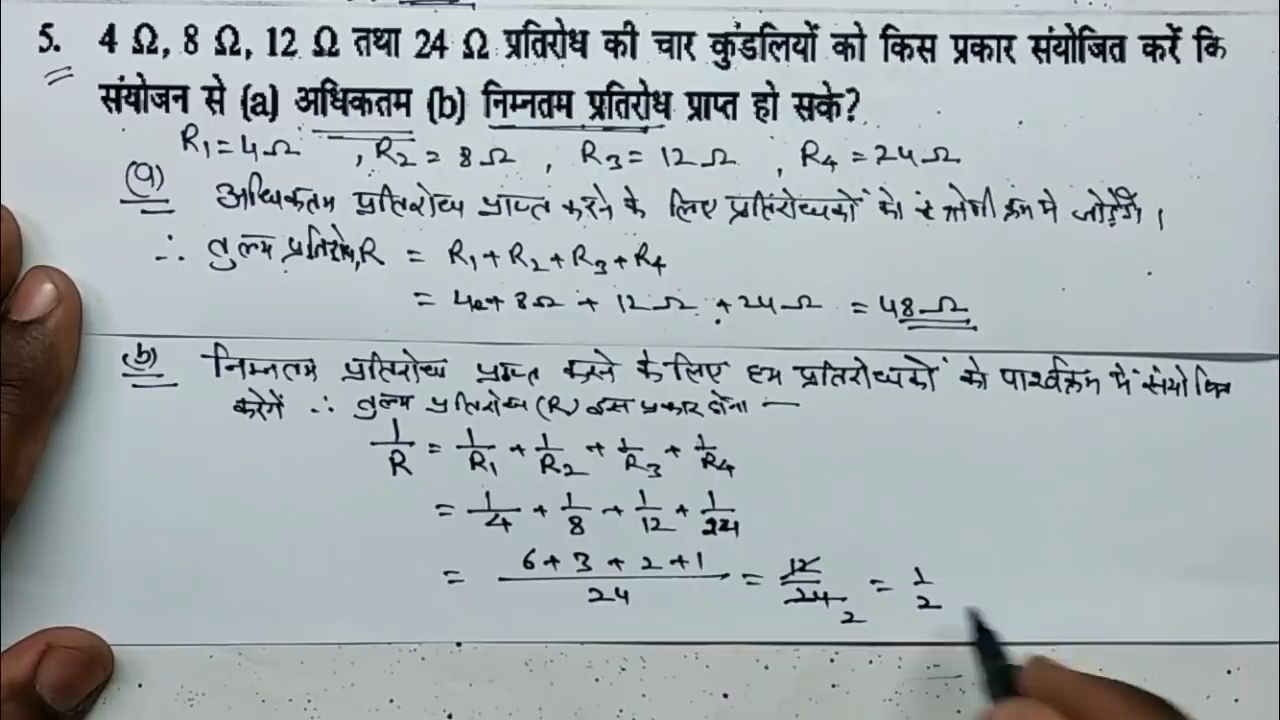 5. 4 Ω, 8 Ω, 12 Ω तथा 24 Ω प्रतिरोध की चार कुंडलियों को किस प्रकार संयोजित करें कि
संयोजन से (a) अधिकतम (b) निम्नतम प्रतिरोध प्राप्त हो सके?
R₁=4Ω , R₂=8Ω , R₃=12Ω , R₄=24Ω
(a) अधिकतम प्रतिरोध प्राप्त करने के लिए प्रतिरोधकों को क्रम में जोड़ेंगे।
∴ तुल्य प्रतिरोध,R = R₁+R₂+R₃+R₄
= 4Ω+8Ω+12Ω+24Ω = 48Ω
(b) निम्नतम प्रतिरोध प्राप्त करने के लिए हम प्रतिरोधकों को पार्श्वक्रम में
करेगें ∴ तुल्य प्रतिरोध (R) इस प्रकार होगा —
1/R = 1/R₁ + 1/R₂ + 1/R₃ + 1/R₄
= 1/4 + 1/8 + 1/12 + 1/24
= 6+3+2+1/24 = 12/24 2 = 1/2